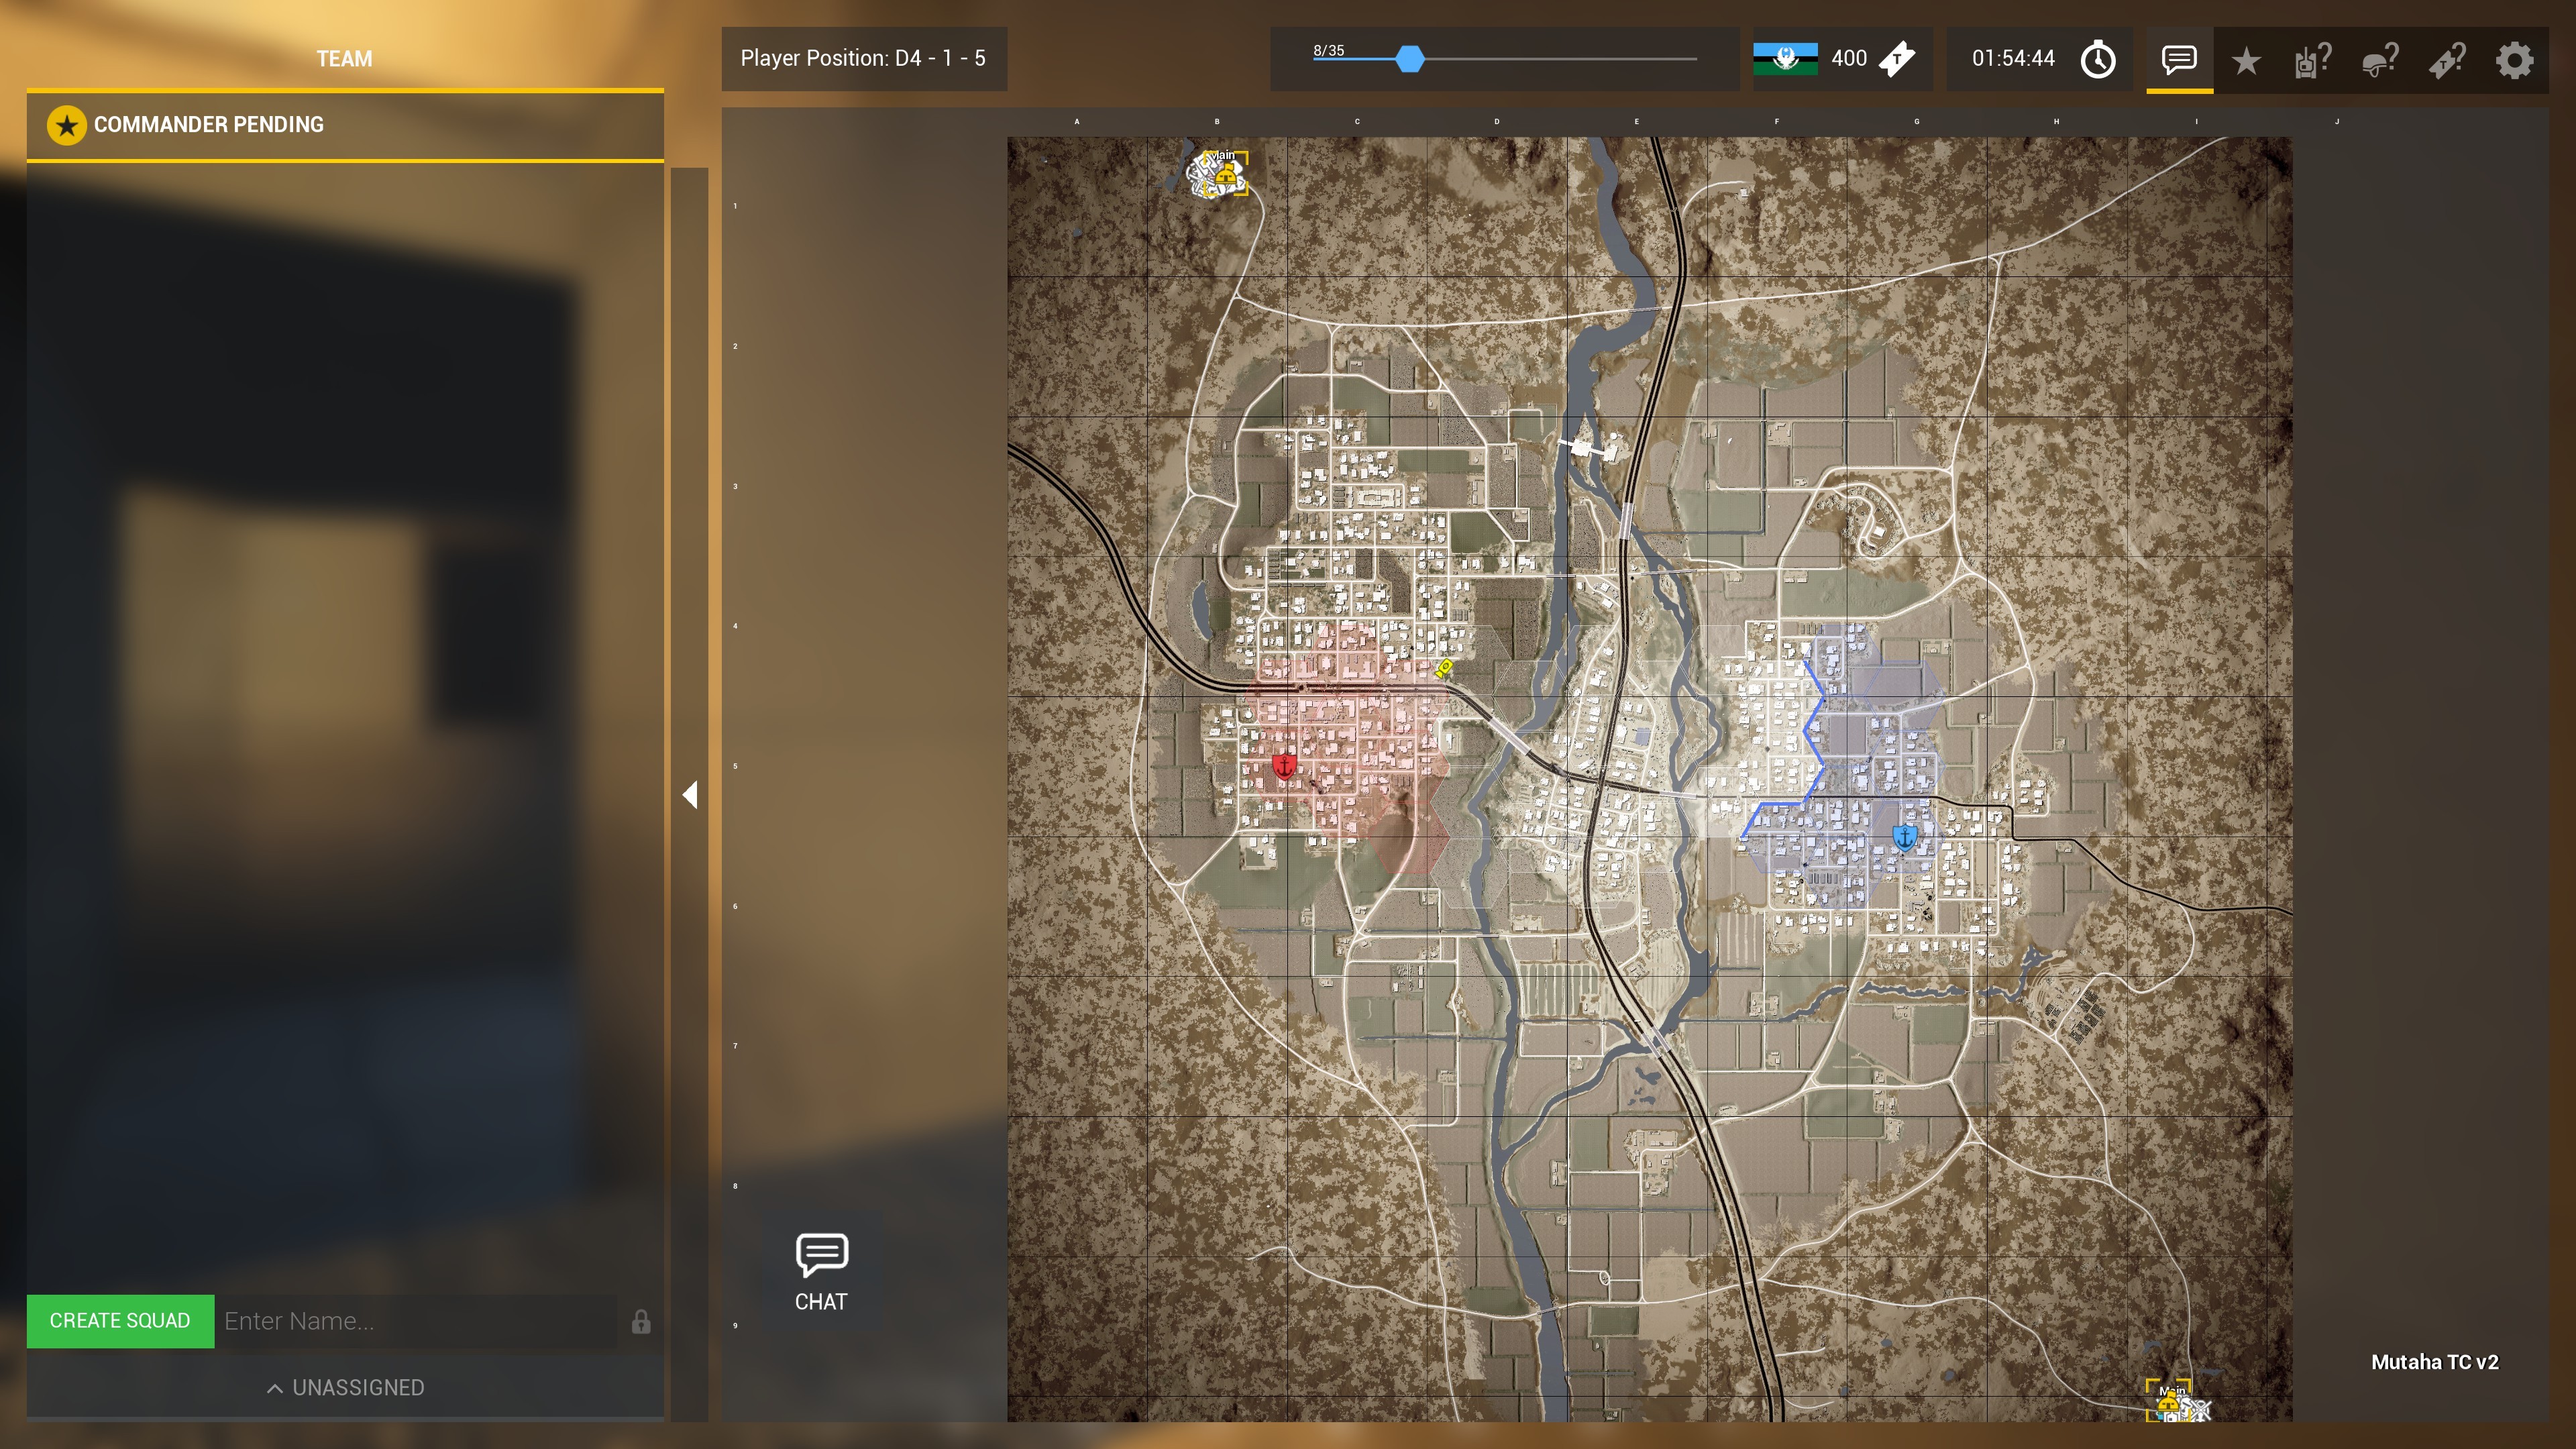 TEAM
Player Position: D4 - 1 - 5
8/35
400
01:54:44
COMMANDER PENDING
A B C D E F G H I J
Main
1
2
3
4
5
6
7
8
9
CHAT
CREATE SQUAD
Enter Name...
UNASSIGNED
Mutaha TC v2
Main